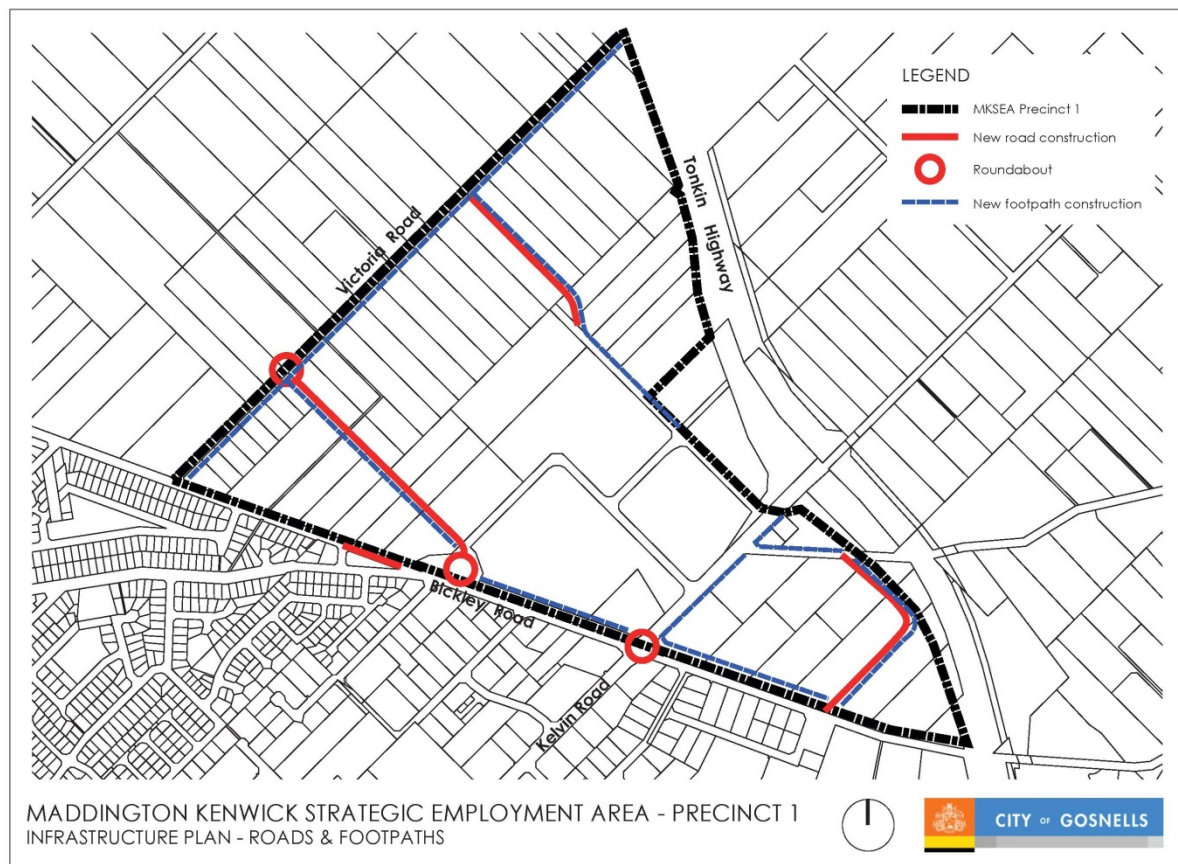 LEGEND
MKSEA Precinct 1
New road construction
Roundabout
New footpath construction
Tonkin Highway
Victoria Road
Bickley Road
Kelvin Road
MADDINGTON KENWICK STRATEGIC EMPLOYMENT AREA - PRECINCT 1
INFRASTRUCTURE PLAN - ROADS & FOOTPATHS
CITY OF GOSNELLS